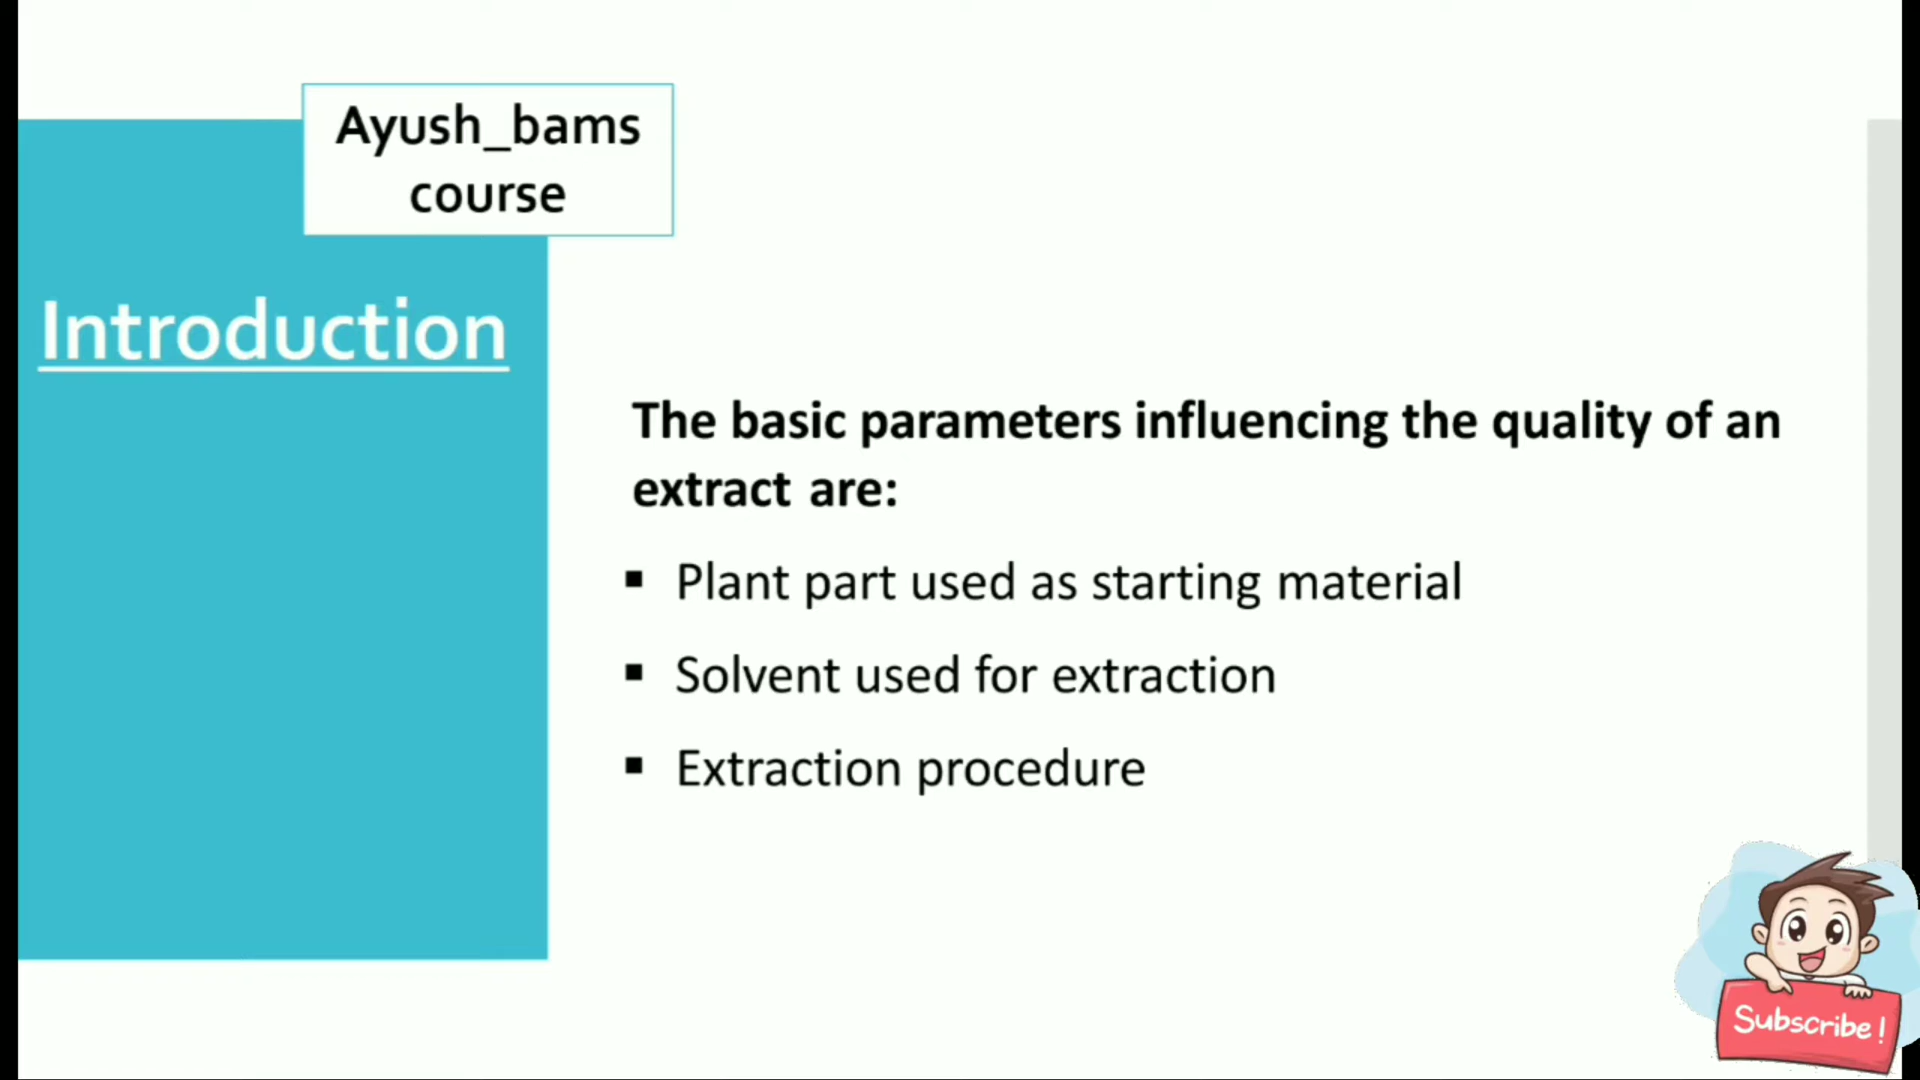 Ayush_bams
course
Introduction
The basic parameters influencing the quality of an
extract are:
▪ Plant part used as starting material
▪ Solvent used for extraction
▪ Extraction procedure
Subscribe!